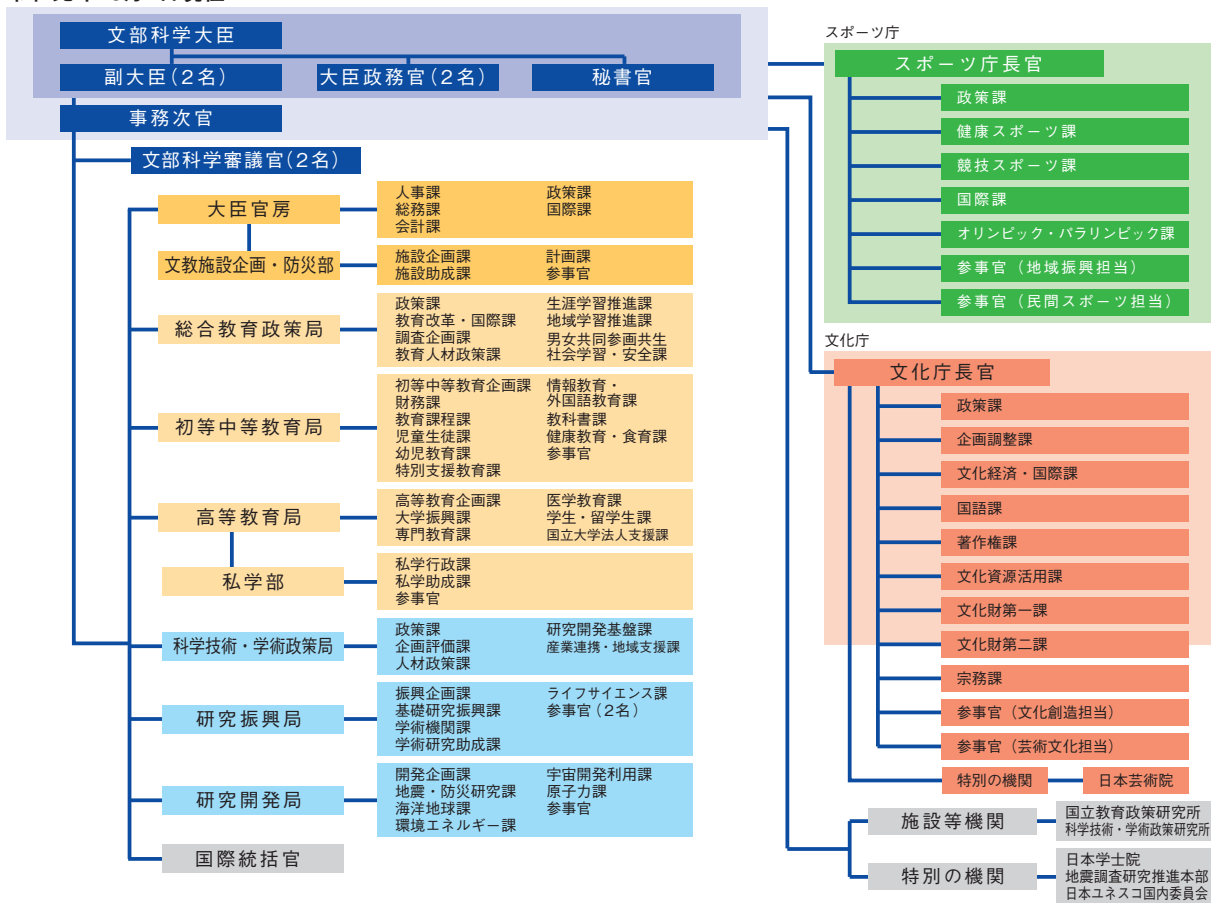 文部科学大臣
副大臣(2名)
大臣政務官(2名)
秘書官
事務次官
文部科学審議官(2名)
大臣官房
人事課
総務課
会計課
政策課
国際課
文教施設企画・防災部
施設企画課
施設助成課
計画課
参事官
総合教育政策局
政策課
教育改革・国際課
調査企画課
教育人材政策課
生涯学習推進課
地域学習推進課
男女共同参画共生
社会学習・安全課
初等中等教育局
初等中等教育企画課
財務課
教育課程課
児童生徒課
幼児教育課
特別支援教育課
情報教育・
外国語教育課
教科書課
健康教育・食育課
参事官
高等教育局
高等教育企画課
大学振興課
専門教育課
医学教育課
学生・留学生課
国立大学法人支援課
私学部
私学行政課
私学助成課
参事官
科学技術・学術政策局
政策課
企画評価課
人材政策課
研究開発基盤課
産業連携・地域支援課
研究振興局
振興企画課
基礎研究振興課
学術機関課
学術研究助成課
ライフサイエンス課
参事官(2名)
研究開発局
開発企画課
地震・防災研究課
海洋地球課
環境エネルギー課
宇宙開発利用課
原子力課
参事官
国際統括官
スポーツ庁
スポーツ庁長官
政策課
健康スポーツ課
競技スポーツ課
国際課
オリンピック・パラリンピック課
参事官(地域振興担当)
参事官(民間スポーツ担当)
文化庁
文化庁長官
政策課
企画調整課
文化経済・国際課
国語課
著作権課
文化資源活用課
文化財第一課
文化財第二課
宗務課
参事官(文化創造担当)
参事官(芸術文化担当)
特別の機関
日本芸術院
施設等機関
国立教育政策研究所
科学技術・学術政策研究所
特別の機関
日本学士院
地震調査研究推進本部
日本ユネスコ国内委員会